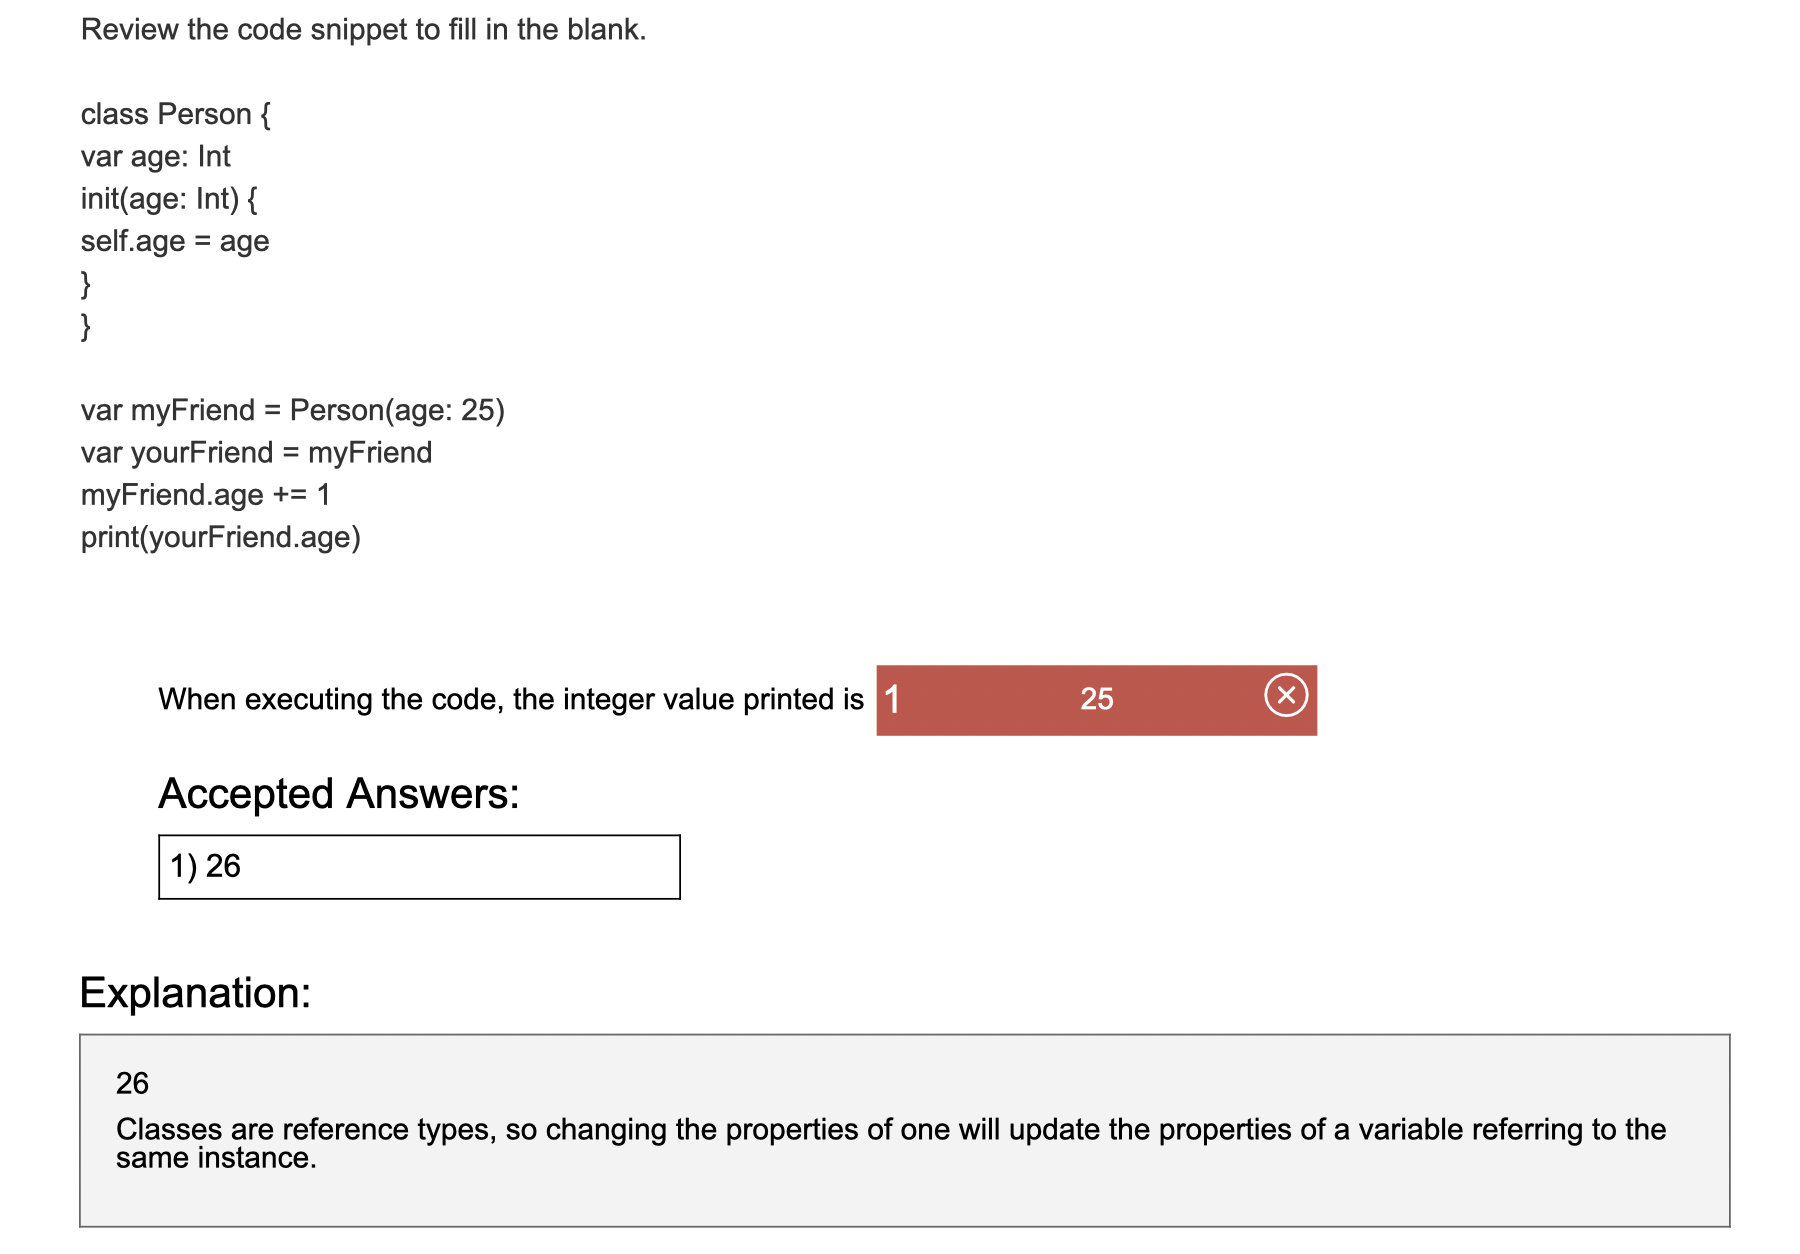 Review the code snippet to fill in the blank.
class Person {
var age: Int
init(age: Int) {
self.age = age
}
}
var myFriend = Person(age: 25)
var yourFriend = myFriend
myFriend.age += 1
print(yourFriend.age)
When executing the code, the integer value printed is 1 25
Accepted Answers:
1) 26
Explanation:
26
Classes are reference types, so changing the properties of one will update the properties of a variable referring to the
same instance.